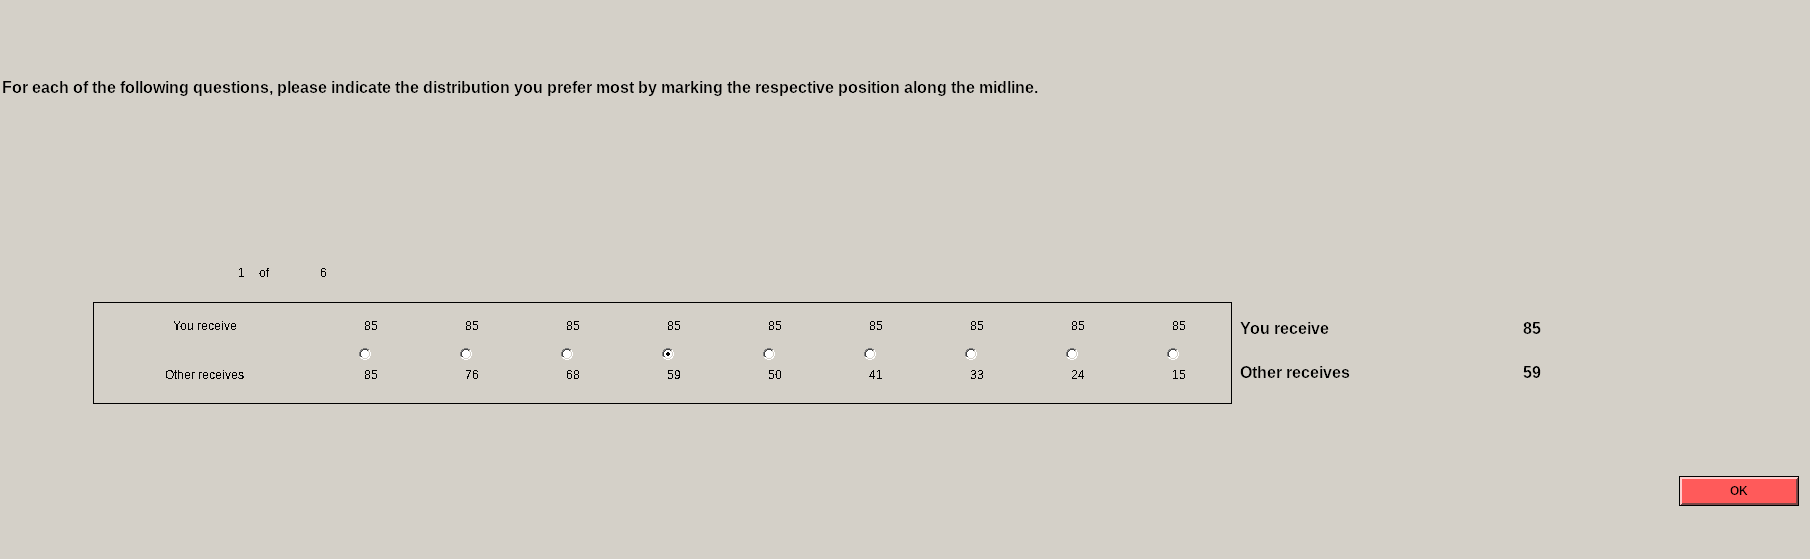 For each of the following questions, please indicate the distribution you prefer most by marking the respective position along the midline.
1 of 6
You receive 85 85 85 85 85 85 85 85 85
Other receives 85 76 68 59 50 41 33 24 15
You receive 85
Other receives 59
OK